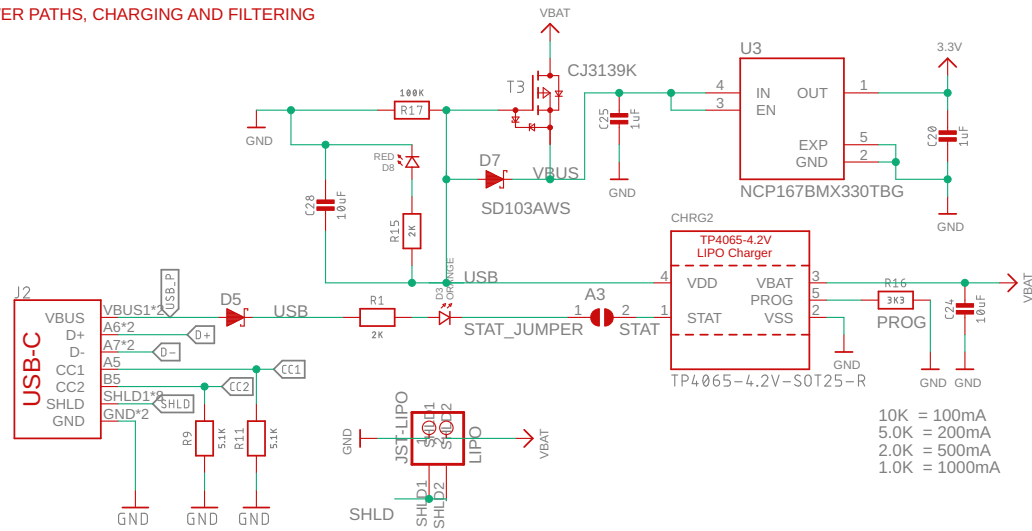 ER PATHS, CHARGING AND FILTERING
VBAT
T3
CJ3139K
100K
R17
GND
RED
D8
C28
10uF
R15
2K
D7
VBUS
SD103AWS
C25
1uF
GND
U3
4
IN
OUT
1
3
EN
EXP
5
GND
2
NCP167BMX330TBG
3.3V
C20
1uF
GND
CHRG2
TP4065-4.2V
LIPO Charger
4
VDD
VBAT
3
PROG
5
1
STAT
VSS
2
TP4065-4.2V-SOT25-R
R16
3K3
PROG
C24
10uF
VBAT
GND
GND
GND
USB
J2
USB-C
VBUS
D+
D-
CC1
CC2
SHLD
GND
VBUS1*2
A6*2
A7*2
A5
B5
SHLD1*8
GND*2
USB_P
D+
D-
CC1
CC2
SHLD
D5
USB
R1
2K
D3
ORANGE
STAT_JUMPER
A3
1
2
STAT
R9
5.1K
R11
5.1K
GND
GND
GND
GND
JST-LIPO
SHLD1
SHLD2
LIPO
VBAT
SHLD
SHLD1
SHLD2
10K = 100mA
5.0K = 200mA
2.0K = 500mA
1.0K = 1000mA